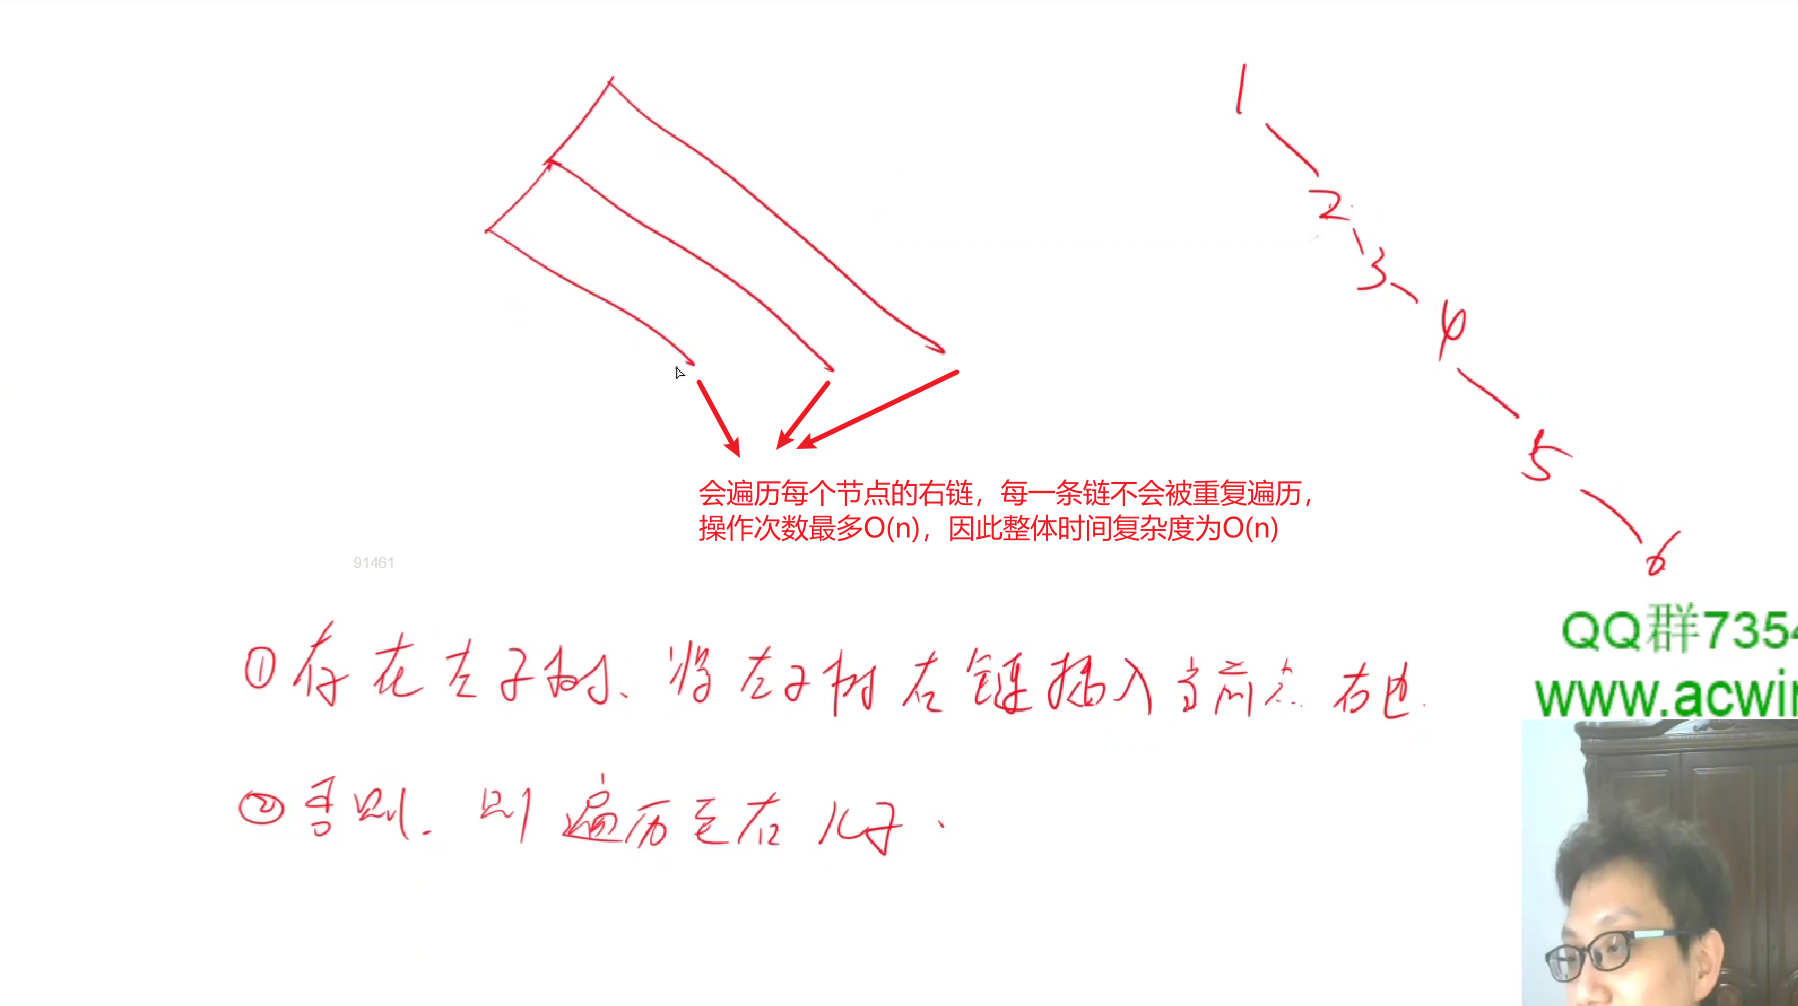 1
2
3
4
5
6
会遍历每个节点的右链，每一条链不会被重复遍历，
操作次数最多O(n)，因此整体时间复杂度为O(n)
91461
QQ群7354
www.acwin
①存在左子树、将左子树右链插入当前点右边.
②否则. 则遍历至右儿子.